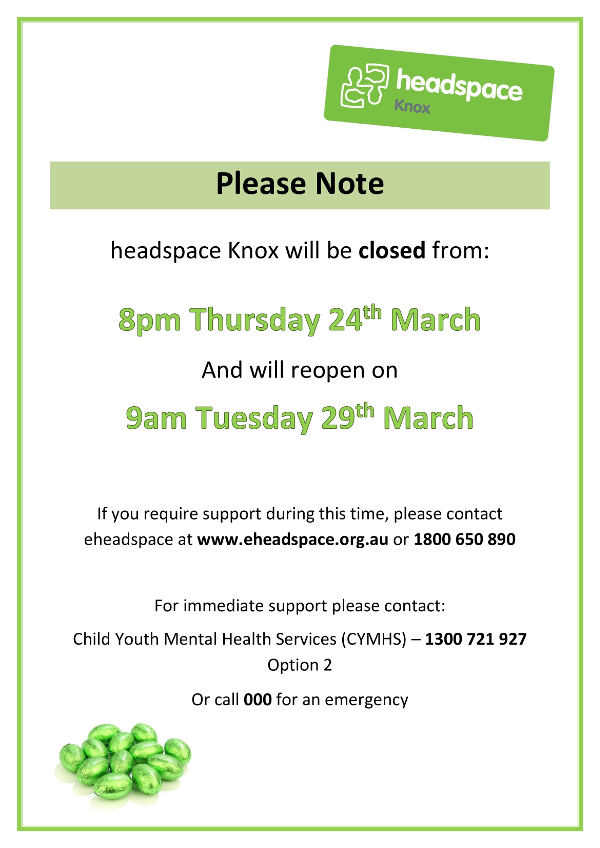 headspace
Knox
Please Note
headspace Knox will be closed from:
8pm Thursday 24th March
And will reopen on
9am Tuesday 29th March
If you require support during this time, please contact
eheadspace at www.eheadspace.org.au or 1800 650 890
For immediate support please contact:
Child Youth Mental Health Services (CYMHS) – 1300 721 927
Option 2
Or call 000 for an emergency